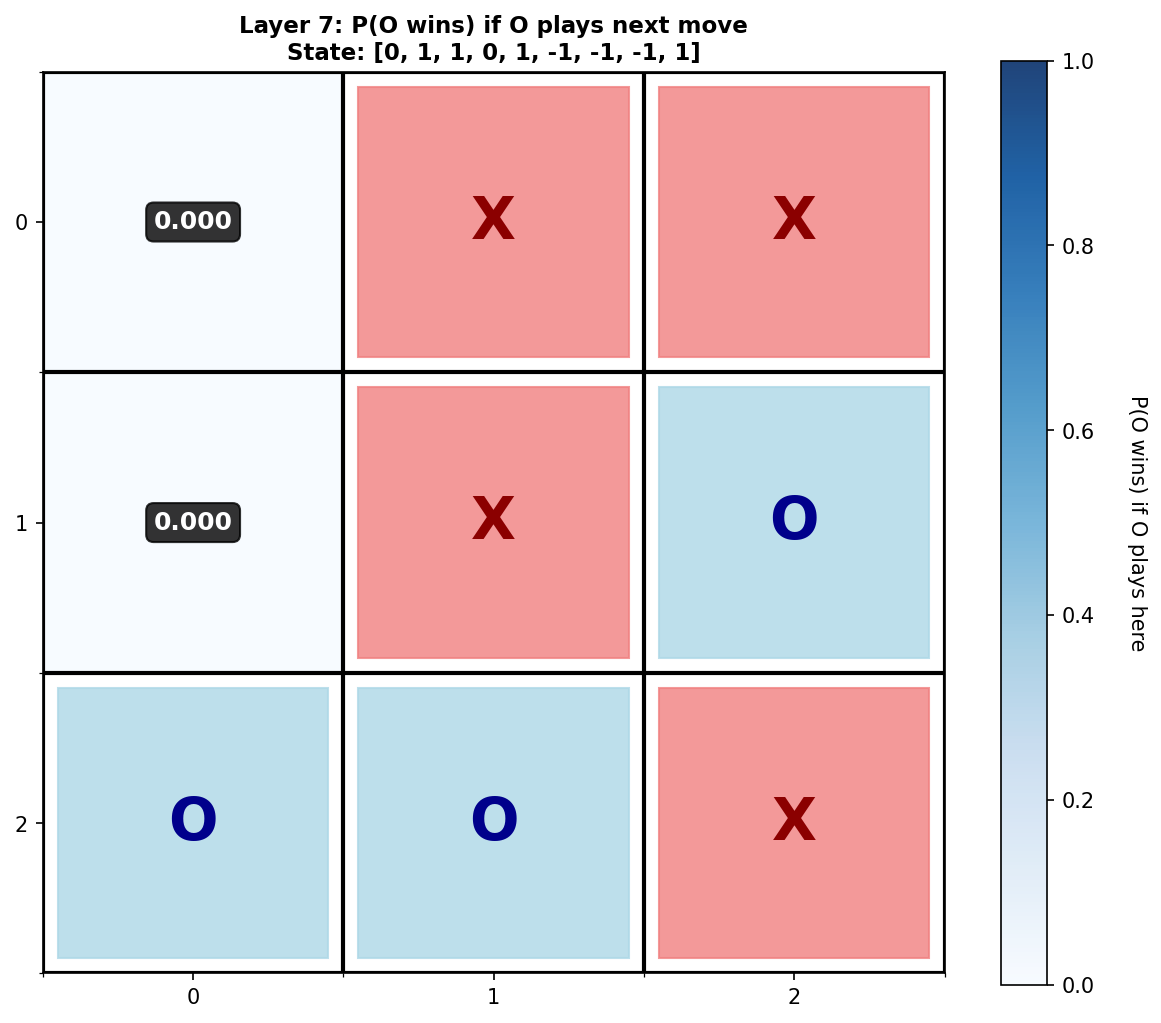 Layer 7: P(O wins) if O plays next move
State: [0, 1, 1, 0, 1, -1, -1, -1, 1]
0
0.000
X
X
1
0.000
X
O
2
O
O
X
0
1
2
1.0
0.8
0.6
0.4
0.2
0.0
P(O wins) if O plays here